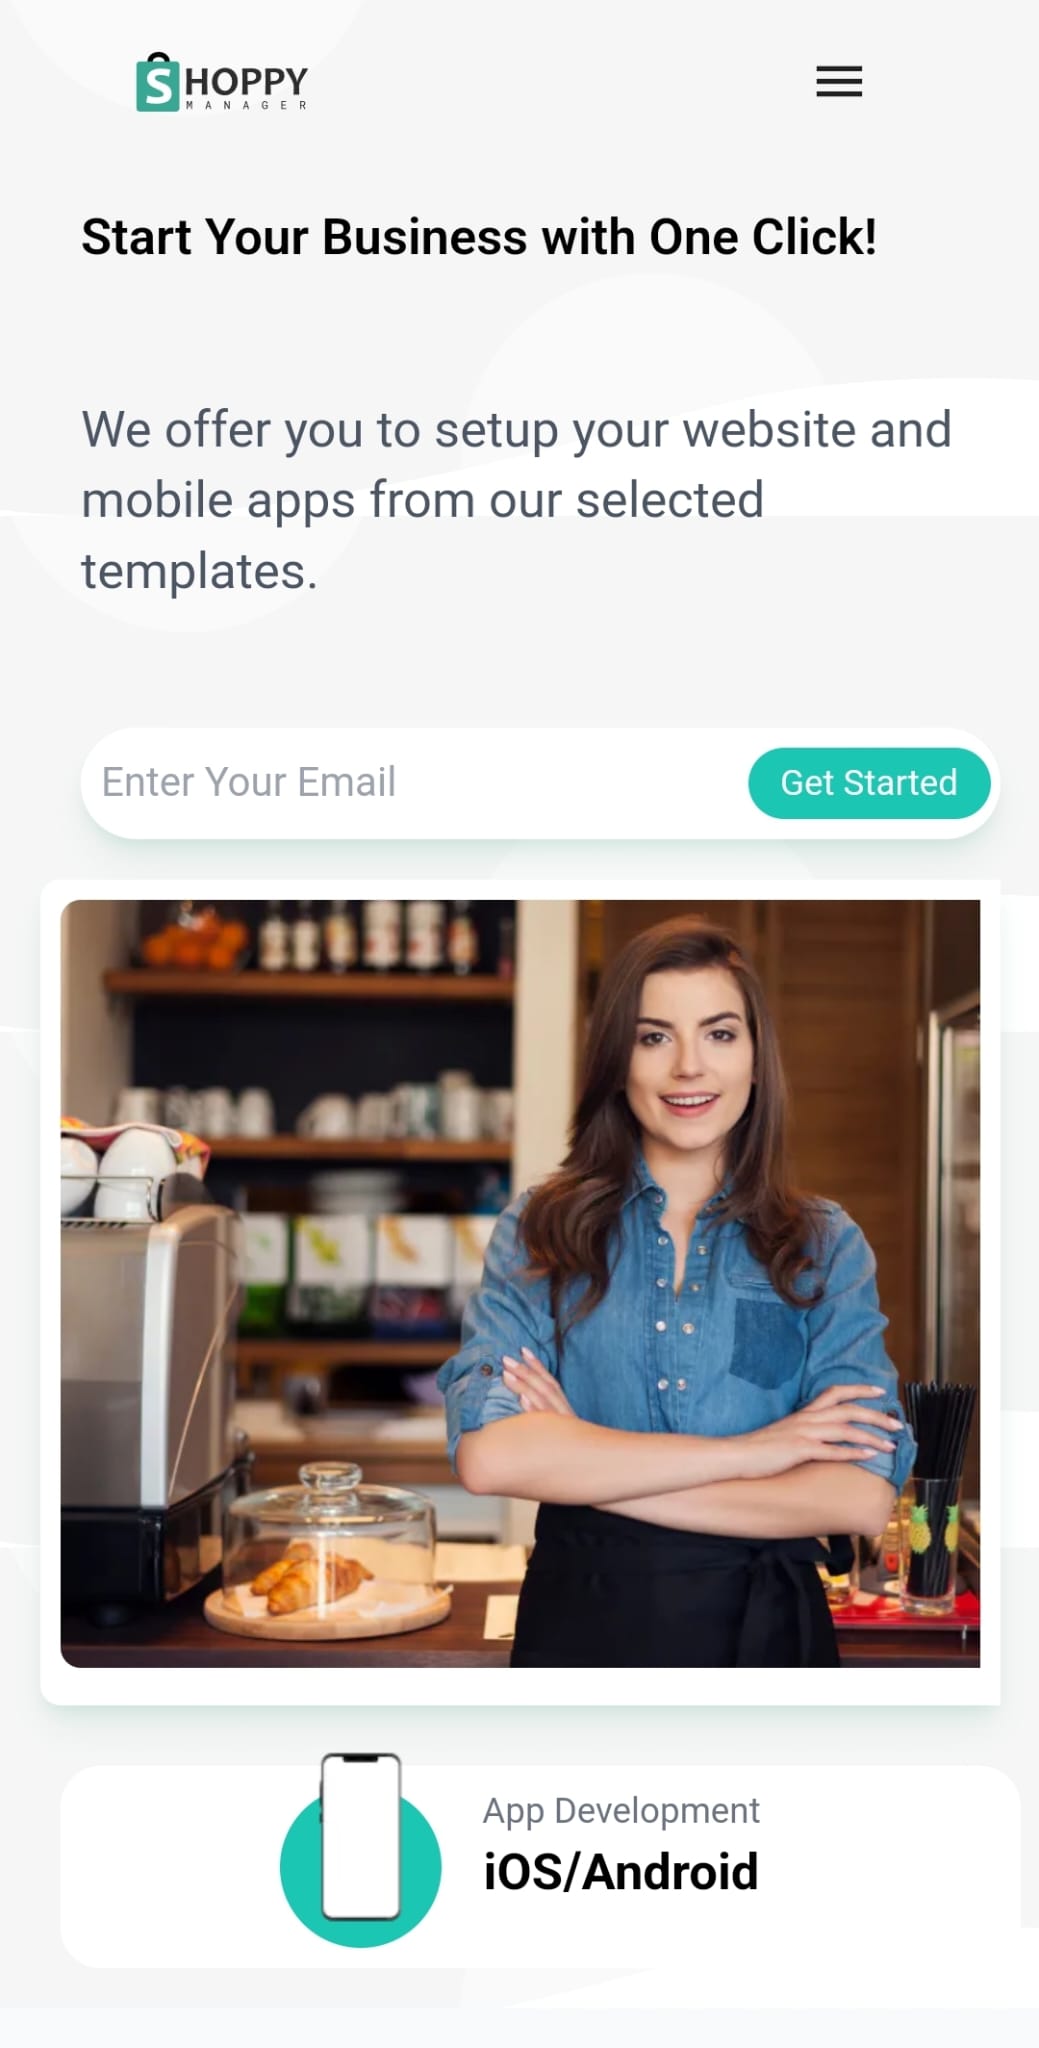 SHOPPY
MANAGER
Start Your Business with One Click!
We offer you to setup your website and
mobile apps from our selected
templates.
Enter Your Email
Get Started
App Development
iOS/Android